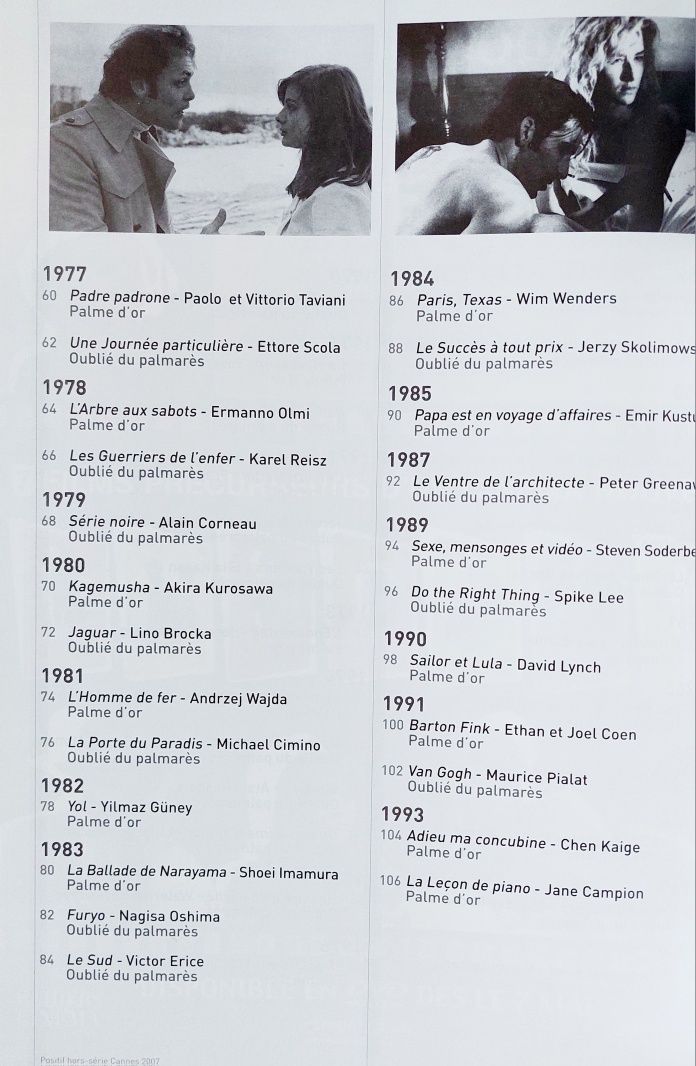 1977
60 Padre padrone - Paolo et Vittorio Taviani
Palme d'or
62 Une Journée particulière - Ettore Scola
Oublié du palmarès
1978
64 L'Arbre aux sabots - Ermanno Olmi
Palme d'or
66 Les Guerriers de l'enfer - Karel Reisz
Oublié du palmarès
1979
68 Série noire - Alain Corneau
Oublié du palmarès
1980
70 Kagemusha - Akira Kurosawa
Palme d'or
72 Jaguar - Lino Brocka
Oublié du palmarès
1981
74 L'Homme de fer - Andrzej Wajda
Palme d'or
76 La Porte du Paradis - Michael Cimino
Oublié du palmarès
1982
78 Yol - Yilmaz Güney
Palme d'or
1983
80 La Ballade de Narayama - Shoei Imamura
Palme d'or
82 Furyo - Nagisa Oshima
Oublié du palmarès
84 Le Sud - Victor Erice
Oublié du palmarès
Positif hors-série Cannes 2007
1984
86 Paris, Texas - Wim Wenders
Palme d'or
88 Le Succès à tout prix - Jerzy Skolimows
Oublié du palmarès
1985
90 Papa est en voyage d'affaires - Emir Kustu
Palme d'or
1987
92 Le Ventre de l'architecte - Peter Greenaw
Oublié du palmarès
1989
94 Sexe, mensonges et vidéo - Steven Soderbe
Palme d'or
96 Do the Right Thing - Spike Lee
Oublié du palmarès
1990
98 Sailor et Lula - David Lynch
Palme d'or
1991
100 Barton Fink - Ethan et Joel Coen
Palme d'or
102 Van Gogh - Maurice Pialat
Oublié du palmarès
1993
104 Adieu ma concubine - Chen Kaige
Palme d'or
106 La Leçon de piano - Jane Campion
Palme d'or